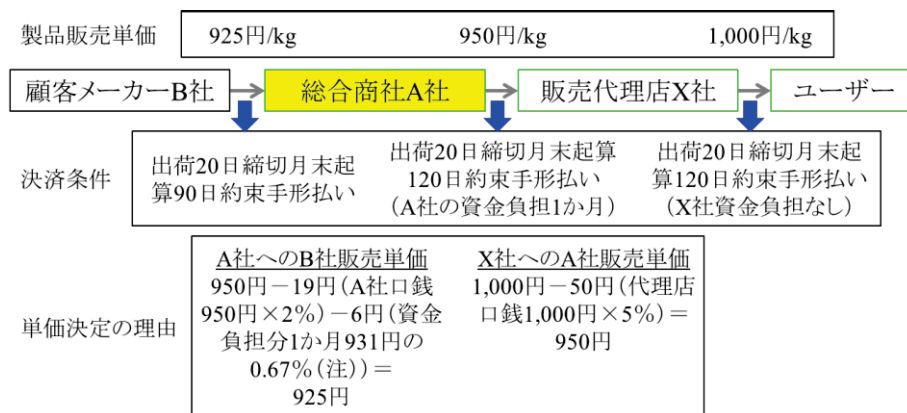 製品販売単価
925円/kg 950円/kg 1,000円/kg
顧客メーカーB社 総合商社A社 販売代理店X社 ユーザー
決済条件
出荷20日締切月末起
算90日約束手形払い
出荷20日締切月末起算
120日約束手形払い
(A社の資金負担1か月)
出荷20日締切月末起
算120日約束手形払い
(X社資金負担なし)
単価決定の理由
A社へのB社販売単価
950円-19円(A社口銭
950円×2%)-6円(資金
負担分1か月931円の
0.67%(注))=
925円
X社へのA社販売単価
1,000円-50円(代理店
口銭1,000円×5%)=
950円